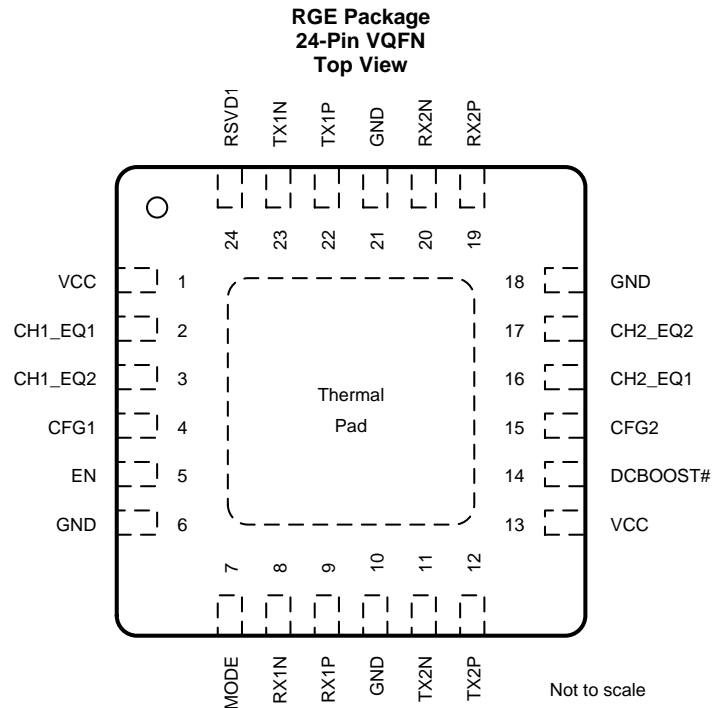 RGE Package
24-Pin VQFN
Top View
RSVD1
TX1N
TX1P
GND
RX2N
RX2P
24
23
22
21
20
19
VCC 1
CH1_EQ1 2
CH1_EQ2 3
CFG1 4
EN 5
GND 6
Thermal
Pad
18 GND
17 CH2_EQ2
16 CH2_EQ1
15 CFG2
14 DCBOOST#
13 VCC
7
8
9
10
11
12
MODE
RX1N
RX1P
GND
TX2N
TX2P
Not to scale